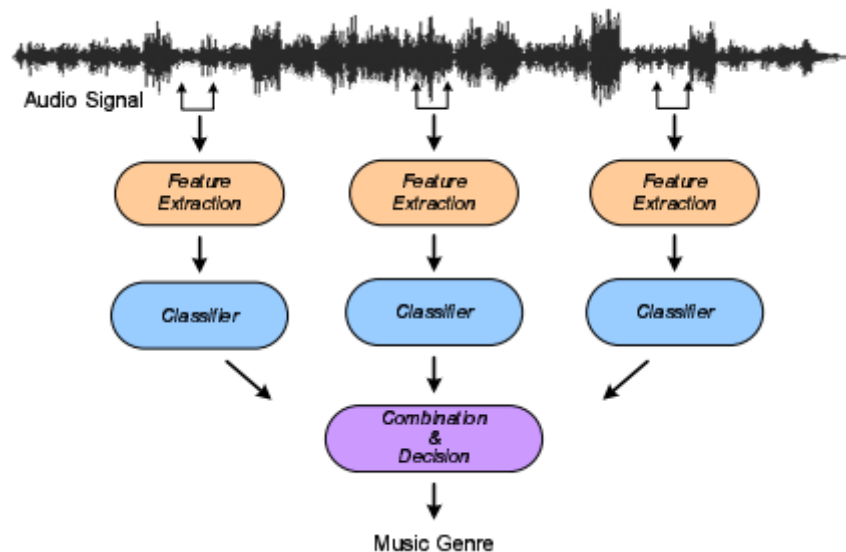 Audio Signal
Feature
Extraction
Feature
Extraction
Feature
Extraction
Classifier
Classifier
Classifier
Combination
&
Decision
Music Genre